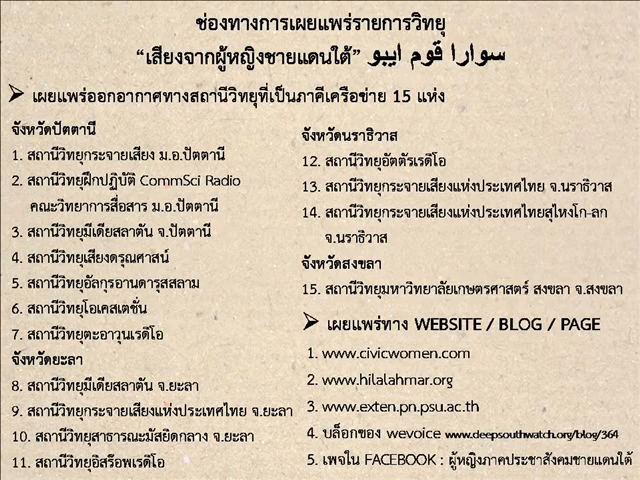 ช่องทางการเผยแพร่รายการวิทยุ
“เสียงจากผู้หญิงชายแดนใต้” سوارا قوم ايبو
➢ เผยแพร่ออกอากาศทางสถานีวิทยุที่เป็นภาคีเครือข่าย 15 แห่ง
จังหวัดปัตตานี
1. สถานีวิทยุกระจายเสียง ม.อ.ปัตตานี
2. สถานีวิทยุฝึกปฏิบัติ CommSci Radio
คณะวิทยาการสื่อสาร ม.อ.ปัตตานี
3. สถานีวิทยุมีเดียสลาตัน จ.ปัตตานี
4. สถานีวิทยุเสียงดรุณศาสน์
5. สถานีวิทยุอัลกุรอานดารุสสลาม
6. สถานีวิทยุโอเคสเตชั่น
7. สถานีวิทยุตะอาวุนเรดิโอ
จังหวัดยะลา
8. สถานีวิทยุมีเดียสลาตัน จ.ยะลา
9. สถานีวิทยุกระจายเสียงแห่งประเทศไทย จ.ยะลา
10. สถานีวิทยุสาธารณะมัสยิดกลาง จ.ยะลา
11. สถานีวิทยุอิสร๊อพเรดิโอ
จังหวัดนราธิวาส
12. สถานีวิทยุอัตตัรเรดิโอ
13. สถานีวิทยุกระจายเสียงแห่งประเทศไทย จ.นราธิวาส
14. สถานีวิทยุกระจายเสียงแห่งประเทศไทยสุไหงโก-ลก
จ.นราธิวาส
จังหวัดสงขลา
15. สถานีวิทยุมหาวิทยาลัยเกษตรศาสตร์ สงขลา จ.สงขลา
➢ เผยแพร่ทาง WEBSITE / BLOG / PAGE
1. www.civicwomen.com
2. www.hilalahmar.org
3. www.exten.pn.psu.ac.th
4. บล็อกของ wevoice www.deepsouthwatch.org/blog/364
5. เพจใน FACEBOOK : ผู้หญิงภาคประชาสังคมชายแดนใต้